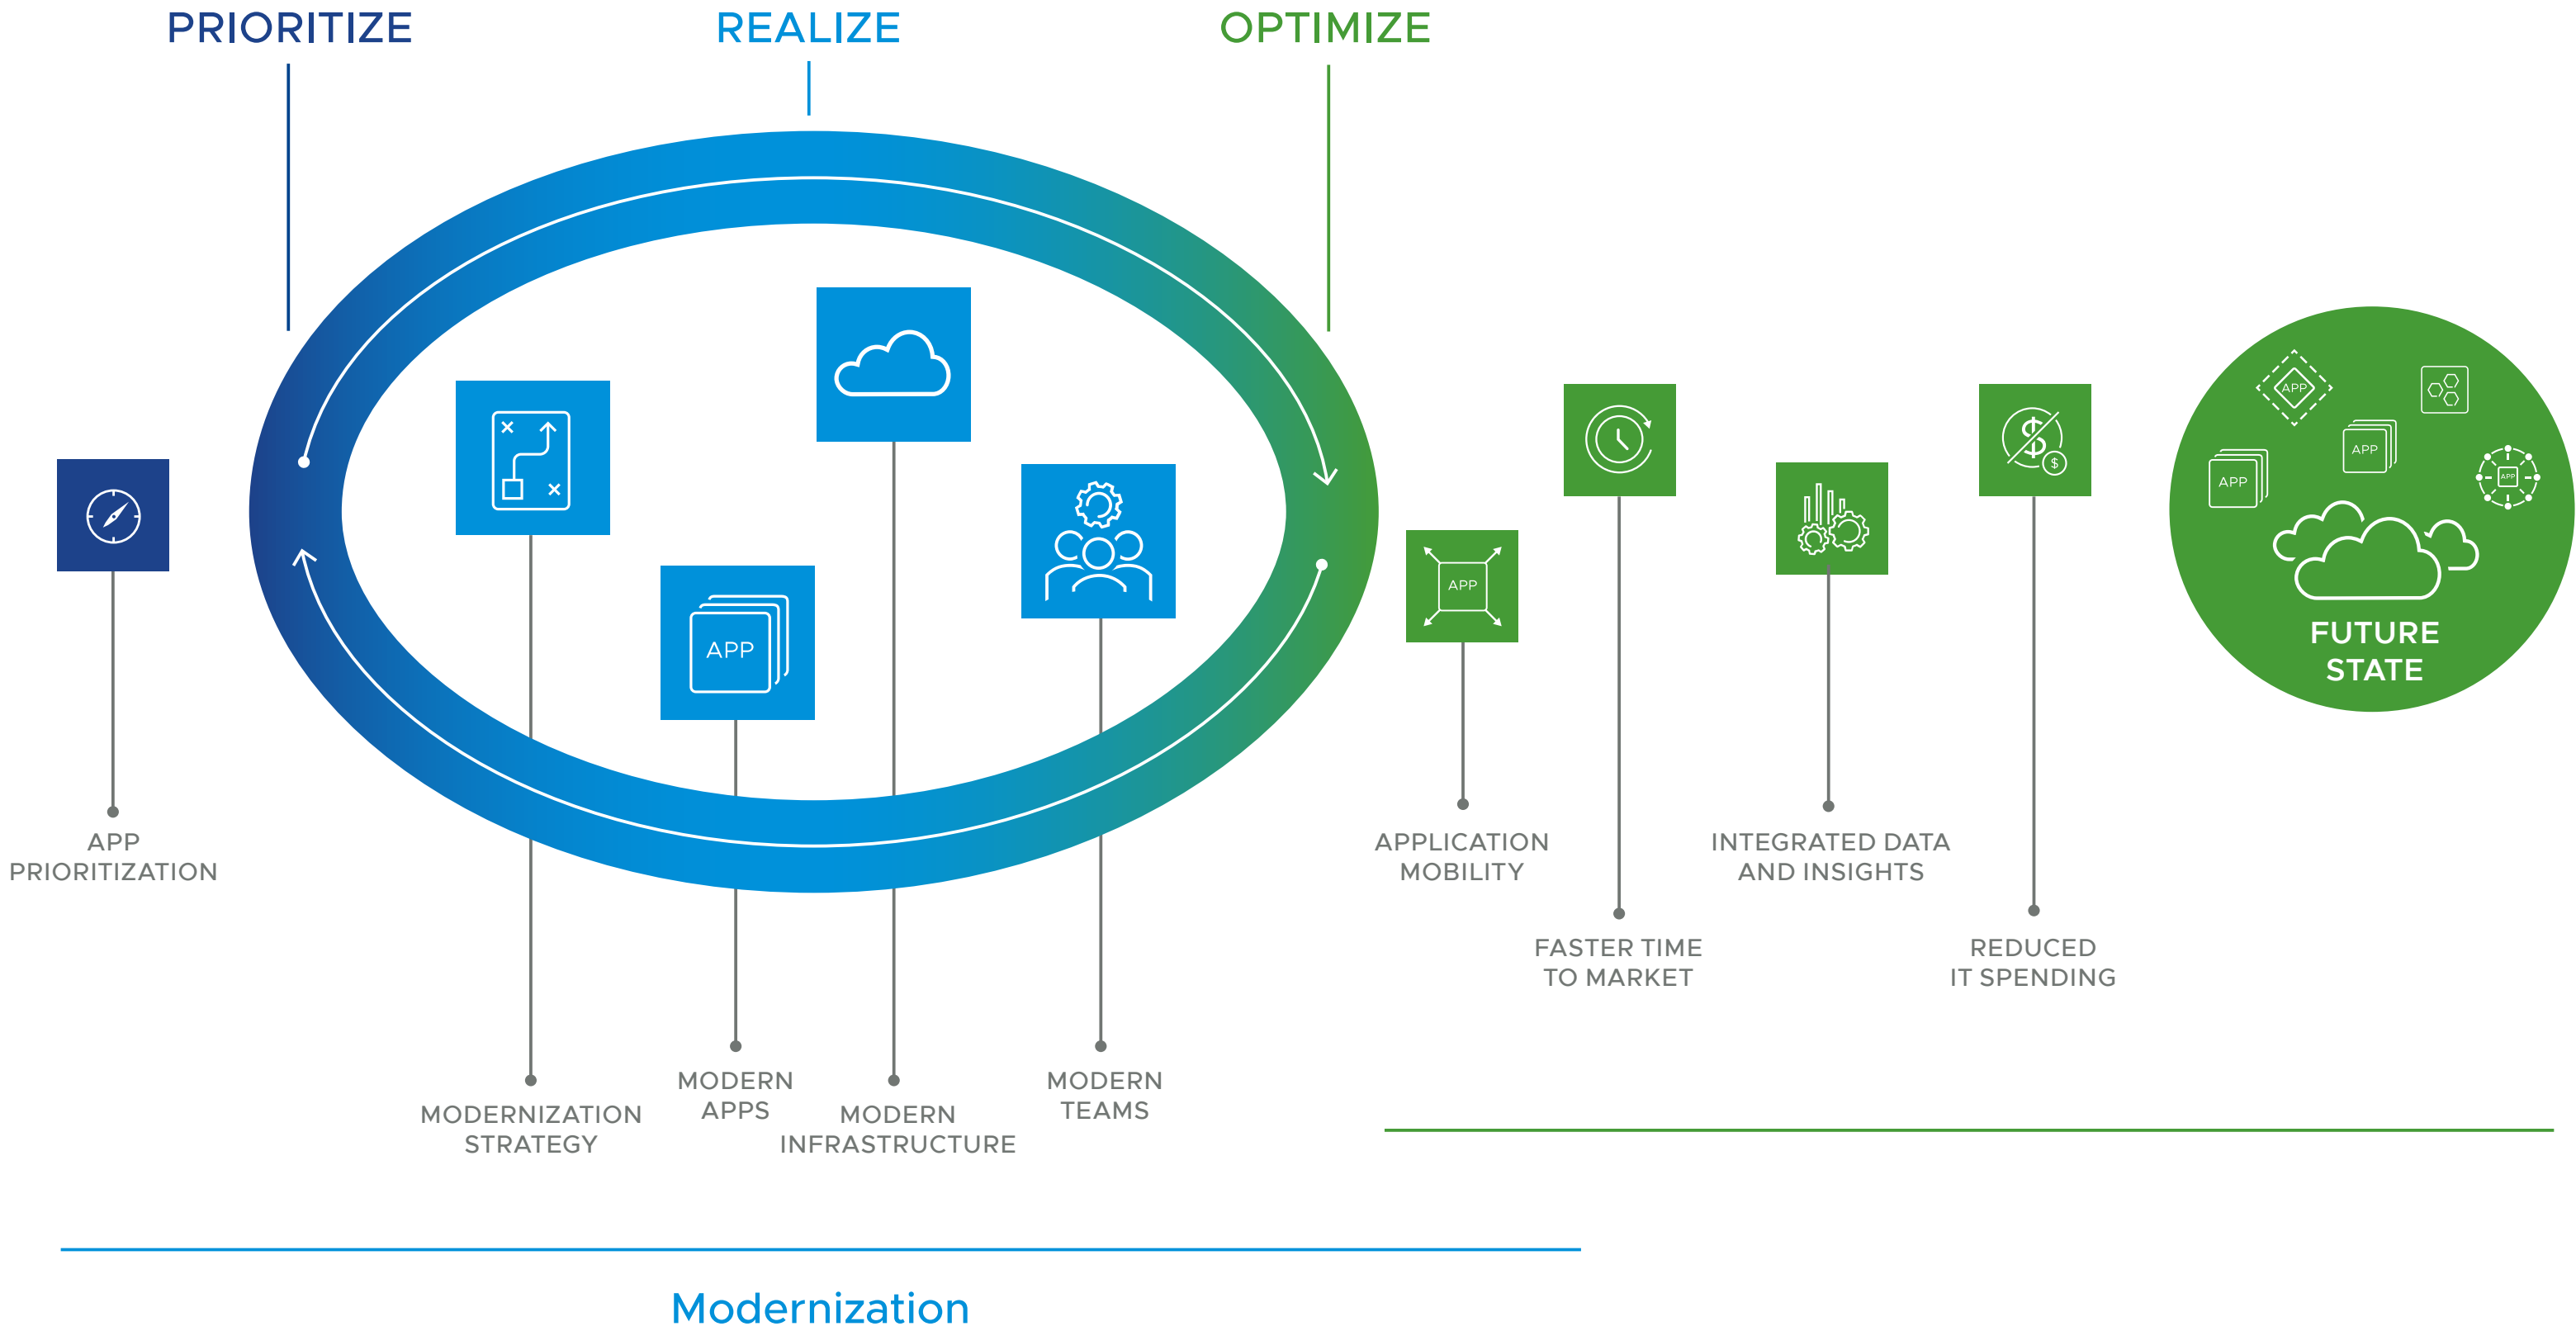 PRIORITIZE
REALIZE
OPTIMIZE
APP
APP
APP
APP
APP
APP
FUTURE
STATE
APP
PRIORITIZATION
APPLICATION
MOBILITY
INTEGRATED DATA
AND INSIGHTS
FASTER TIME
TO MARKET
REDUCED
IT SPENDING
MODERNIZATION
STRATEGY
MODERN
APPS
MODERN
INFRASTRUCTURE
MODERN
TEAMS
Modernization